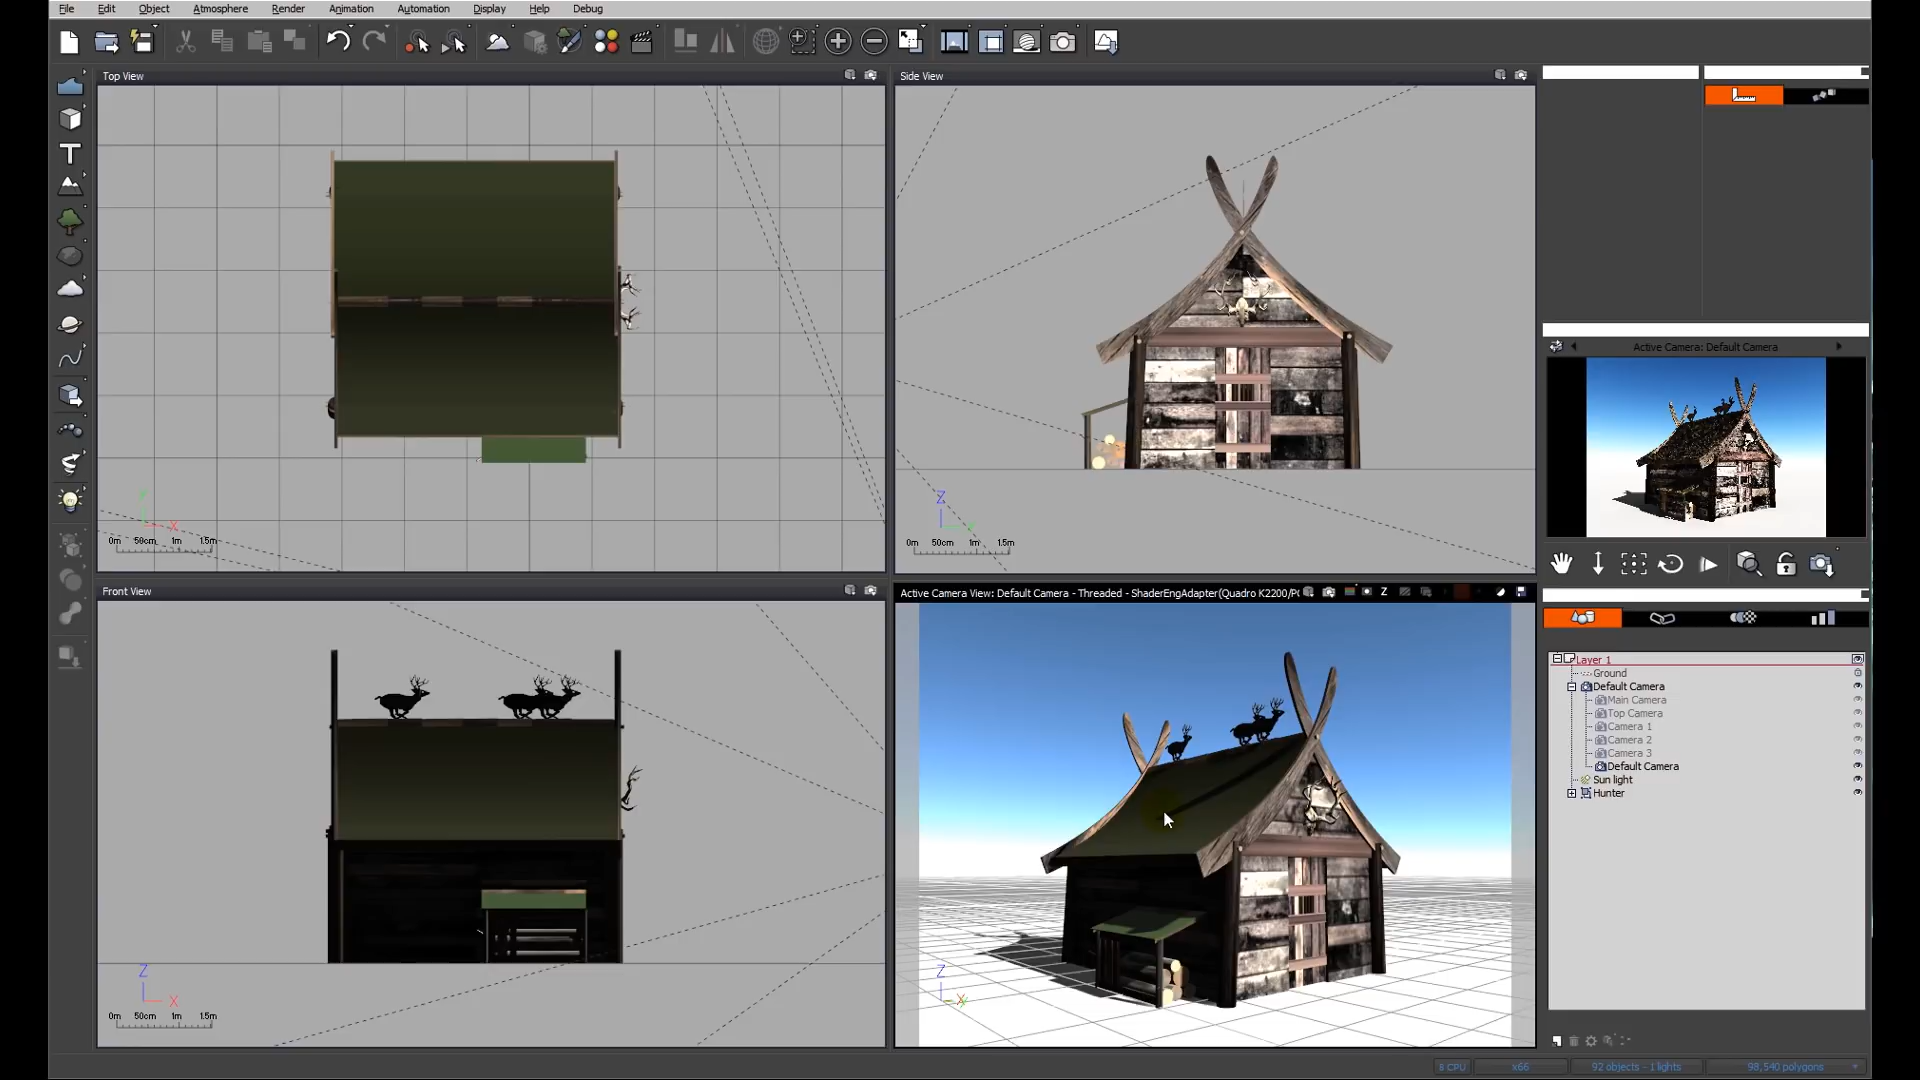 File Edit Object Atmosphere Render Animation Automation Display Help Debug
Top View
Side View
Y
X
0m 50cm 1m 1.5m
Z
0m 50cm 1m 1.5m
Active Camera: Default Camera
Front View
Active Camera View: Default Camera - Threaded - ShaderEngAdapter(Quadro K2200/P
Z
Z
X
0m 50cm 1m 1.5m
Z
X
Layer 1
Ground
Default Camera
Main Camera
Top Camera
Camera 1
Camera 2
Camera 3
Default Camera
Sun light
Hunter
8 CPU x66 92 objects - 1 lights 98,540 polygons